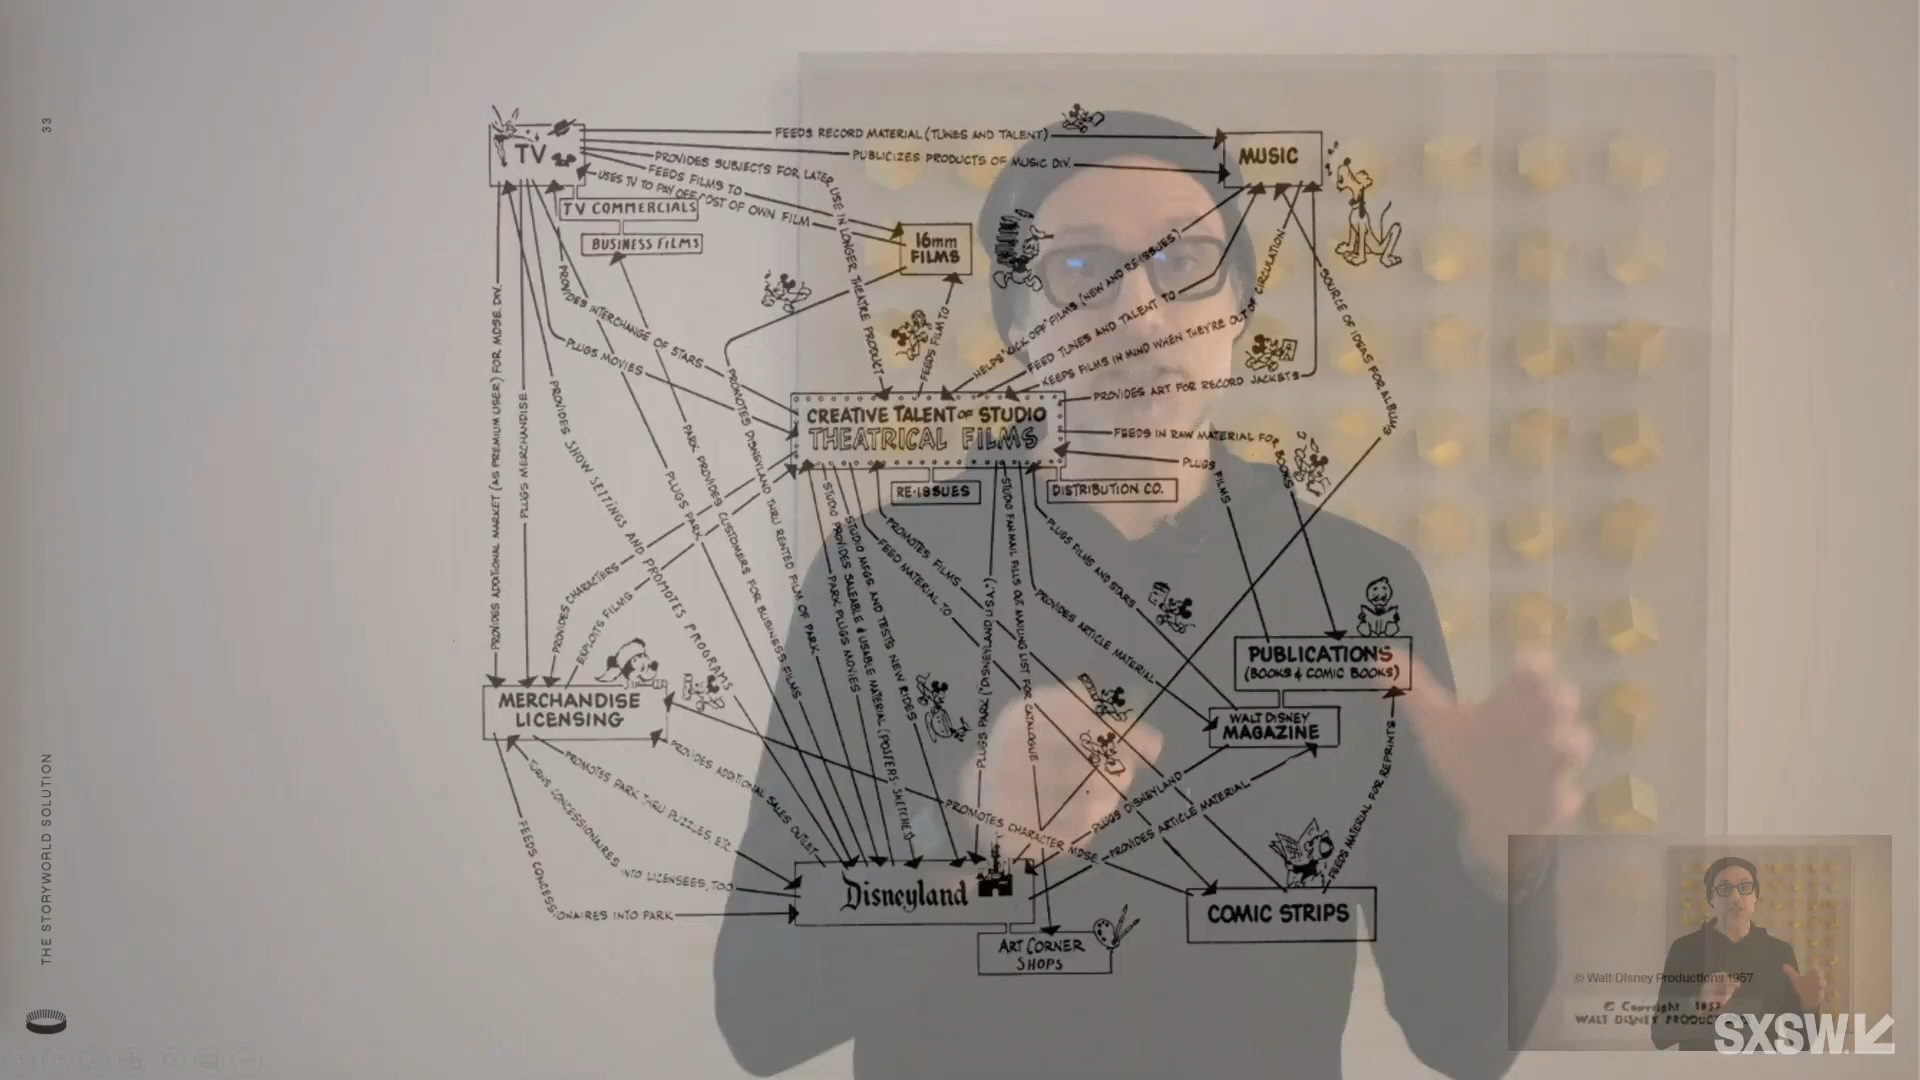 33
THE STORYWORLD SOLUTION
TV
FEEDS RECORD MATERIAL (TUNES AND TALENT)
PUBLICIZES PRODUCTS OF MUSIC DIV.
MUSIC
PROVIDES SUBJECTS FOR LATER USE IN LONGER THEATRE PRODUCT
FEEDS FILMS TO
USES TV TO PAY OFF COST OF OWN FILM
TV COMMERCIALS
BUSINESS FILMS
16mm
FILMS
PROVIDES INTERCHANGE OF STARS
PLUGS MOVIES
FEEDS FILM TO
HELPS "KICK OFF" FILMS (NEW AND RE-ISSUES)
FEED TUNES AND TALENT TO
KEEPS FILMS IN MIND WHEN THEY'RE OUT OF CIRCULATION
PROVIDES ART FOR RECORD JACKETS
SOURCE OF IDEAS FOR ALBUMS
CREATIVE TALENT OF STUDIO
THEATRICAL FILMS
RE-ISSUES
DISTRIBUTION CO.
FEEDS IN RAW MATERIAL FOR BOOKS
PLUGS FILMS
PROVIDES ADDITIONAL MARKET (AS PREMIUM USER) FOR MDSE. DIV.
PLUGS MERCHANDISE
PROVIDES SHOW SETTINGS AND PROMOTES PROGRAMS
PLUGS PARK
PARK PROVIDES CUSTOMERS FOR BUSINESS FILMS
PROMOTES DISNEYLAND THRU RENTED FILM OF PARK
PROVIDES CHARACTERS
EXPLOITS FILMS
PARK PLUGS MOVIES
STUDIO PROVIDES SALEABLE & USABLE MATERIAL (POSTERS, SKETCHES)
STUDIO MFGS. AND TESTS NEW RIDES
FEED MATERIAL TO
PROMOTES FILMS
PLUGS PARK ("DISNEYLAND U.S.A.")
STUDIO FAN MAIL FILLS OUT MAILING LIST FOR CATALOGUE
PLUGS FILMS AND STARS
PROVIDES ARTICLE MATERIAL
PUBLICATIONS
(BOOKS & COMIC BOOKS)
WALT DISNEY
MAGAZINE
MERCHANDISE
LICENSING
PROVIDES ADDITIONAL SALES OUTLET
PROMOTES PARK THRU PUZZLES, ETC.
TURNS CONCESSIONAIRES INTO LICENSEES, TOO
FEEDS CONCESSIONAIRES INTO PARK
PROMOTES CHARACTER MDSE
PLUGS DISNEYLAND
PROVIDES ARTICLE MATERIAL
FEEDS MATERIAL FOR REPRINTS
Disneyland
ART CORNER
SHOPS
COMIC STRIPS
© Walt Disney Productions 1957
© Copyright 1957
WALT DISNEY
SXSW.